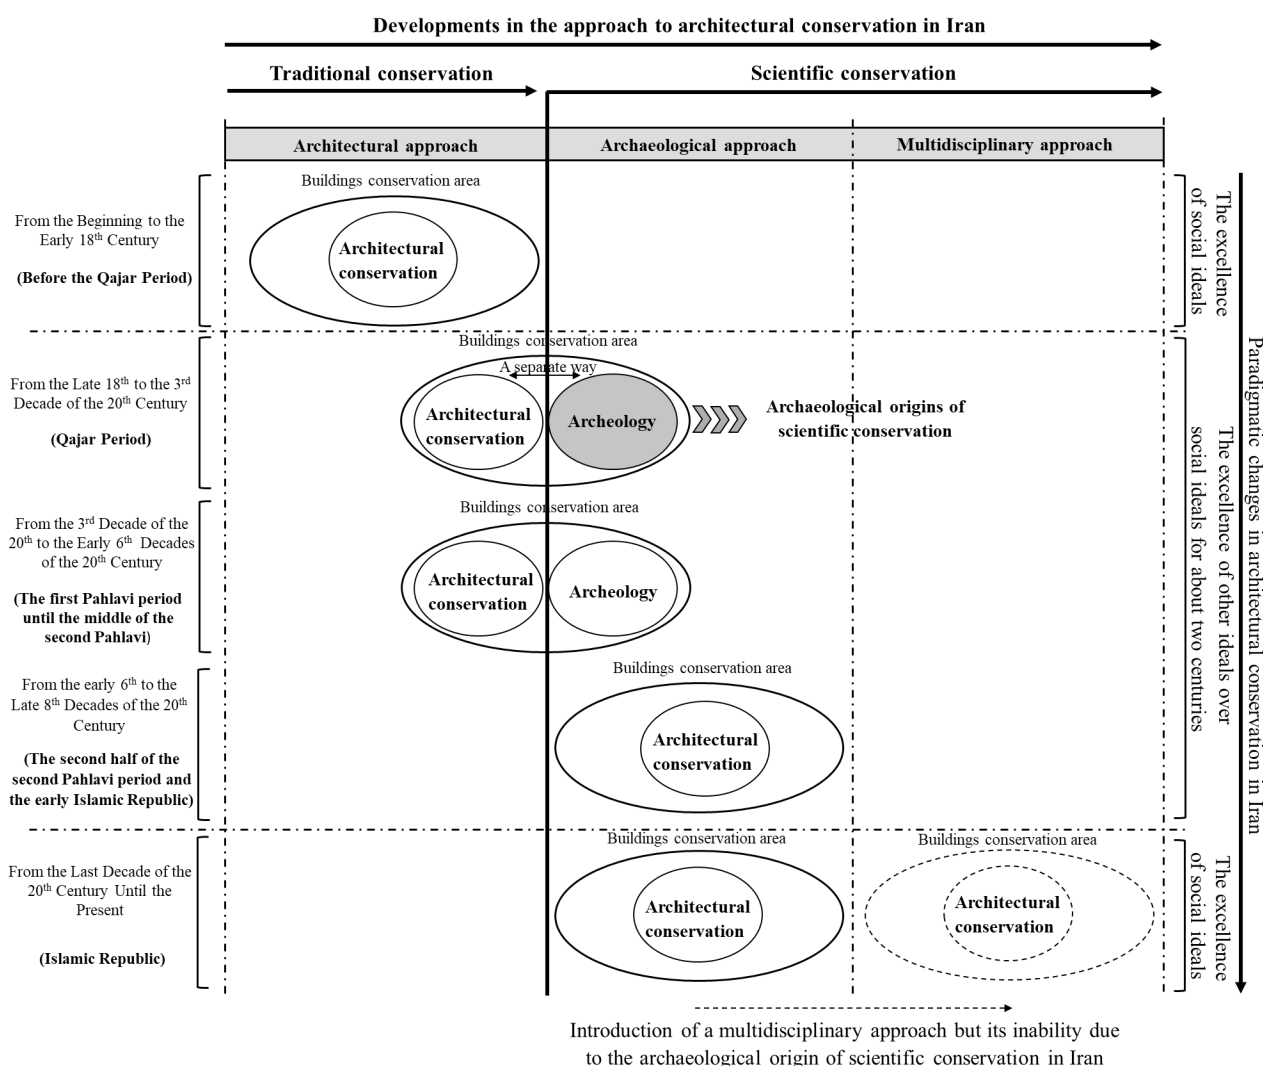 Developments in the approach to architectural conservation in Iran
Traditional conservation
Scientific conservation
Architectural approach
Archaeological approach
Multidisciplinary approach
From the Beginning to the
Early 18th Century
(Before the Qajar Period)
Buildings conservation area
Architectural
conservation
The excellence
of social ideals
From the Late 18th to the 3rd
Decade of the 20th Century
(Qajar Period)
Buildings conservation area
A separate way
Architectural
conservation
Archeology
Archaeological origins of
scientific conservation
From the 3rd Decade of the
20th to the Early 6th Decades
of the 20th Century
(The first Pahlavi period
until the middle of the
second Pahlavi)
Buildings conservation area
Architectural
conservation
Archeology
From the early 6th to the
Late 8th Decades of the 20th
Century
(The second half of the
second Pahlavi period and
the early Islamic Republic)
Buildings conservation area
Architectural
conservation
The excellence of other ideals over
social ideals for about two centuries
From the Last Decade of the
20th Century Until the
Present
(Islamic Republic)
Buildings conservation area
Architectural
conservation
Buildings conservation area
Architectural
conservation
The excellence
of social ideals
Paradigmatic changes in architectural conservation in Iran
Introduction of a multidisciplinary approach but its inability due
to the archaeological origin of scientific conservation in Iran